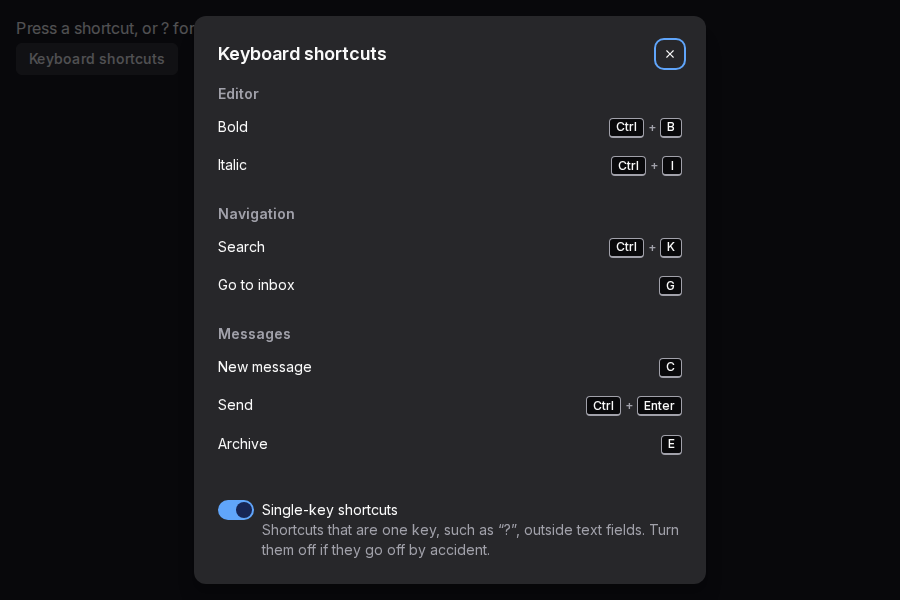 Press a shortcut, or ? for
Keyboard shortcuts
Keyboard shortcuts
Editor
Bold Ctrl + B
Italic Ctrl + I
Navigation
Search Ctrl + K
Go to inbox G
Messages
New message C
Send Ctrl + Enter
Archive E
Single-key shortcuts
Shortcuts that are one key, such as “?”, outside text fields. Turn
them off if they go off by accident.